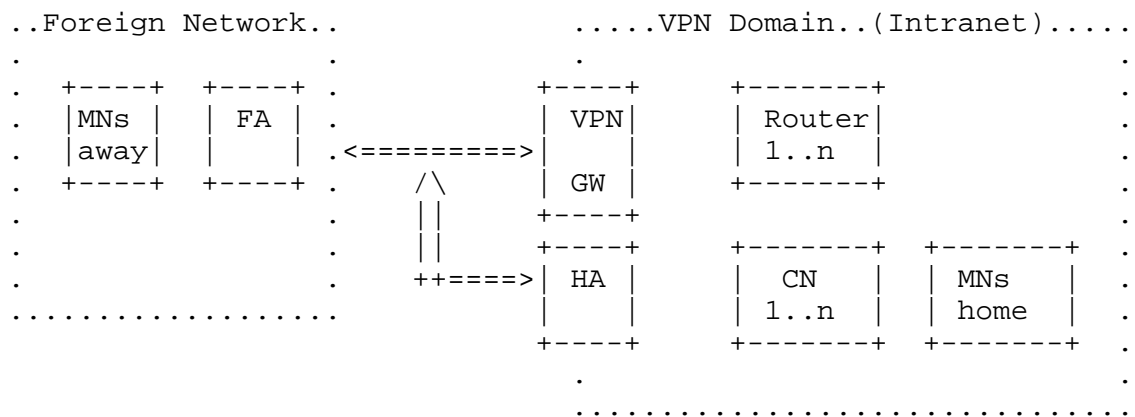 ..Foreign Network..             .....VPN Domain..(Intranet).....
.                 .             .                              .
.  +----+  +----+ .           +----+     +-------+             .
.  |MNs |  | FA | .           | VPN|     | Router|             .
.  |away|  |    | .<=========>|    |     | 1..n  |             .
.  +----+  +----+ .    /\     | GW |     +-------+             .
.                 .    ||     +----+                           .
.                 .    ||     +----+     +-------+  +-------+  .
.                 .    ++====>| HA |     |  CN   |  | MNs   |  .
...................           |    |     | 1..n  |  | home  |  .
                              +----+     +-------+  +-------+  .
                                .                              .
                                ................................